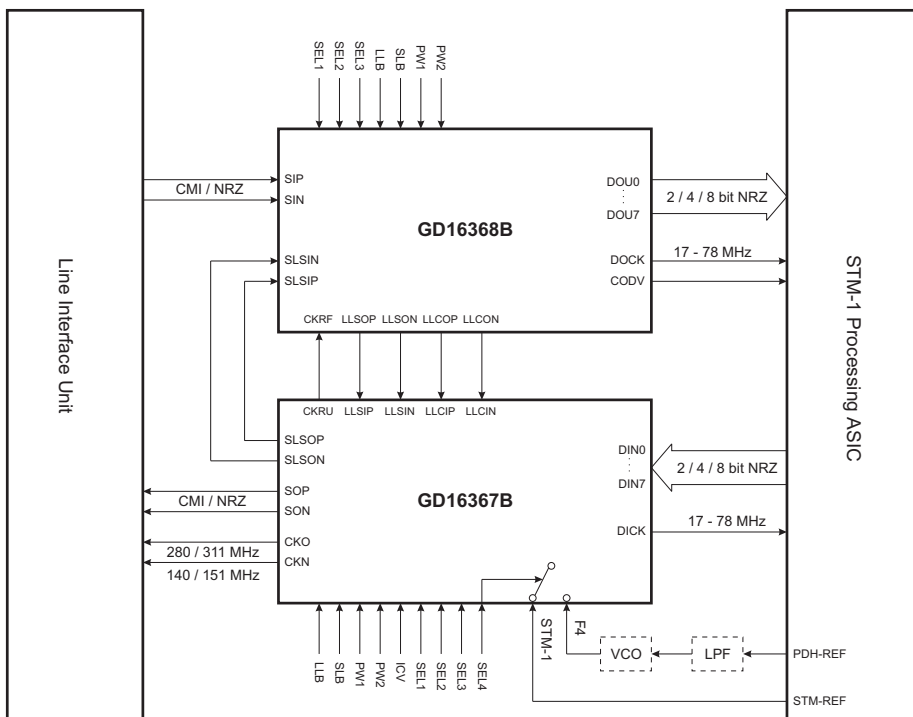 SEL1
SEL2
SEL3
LLB
SLB
PW1
PW2
Line Interface Unit
STM-1 Processing ASIC
CMI / NRZ
SIP
SIN
GD16368B
DOU0
DOU7
2 / 4 / 8 bit NRZ
SLSIN
SLSIP
DOCK
CODV
17 - 78 MHz
CKRF
LLSOP
LLSON
LLCOP
LLCON
CKRU
LLSIP
LLSIN
LLCIP
LLCIN
SLSOP
SLSON
SOP
SON
CMI / NRZ
CKO
CKN
280 / 311 MHz
140 / 151 MHz
GD16367B
DIN0
DIN7
2 / 4 / 8 bit NRZ
DICK
17 - 78 MHz
STM-1
F4
VCO
LPF
PDH-REF
STM-REF
LLB
SLB
PW1
PW2
ICV
SEL1
SEL2
SEL3
SEL4